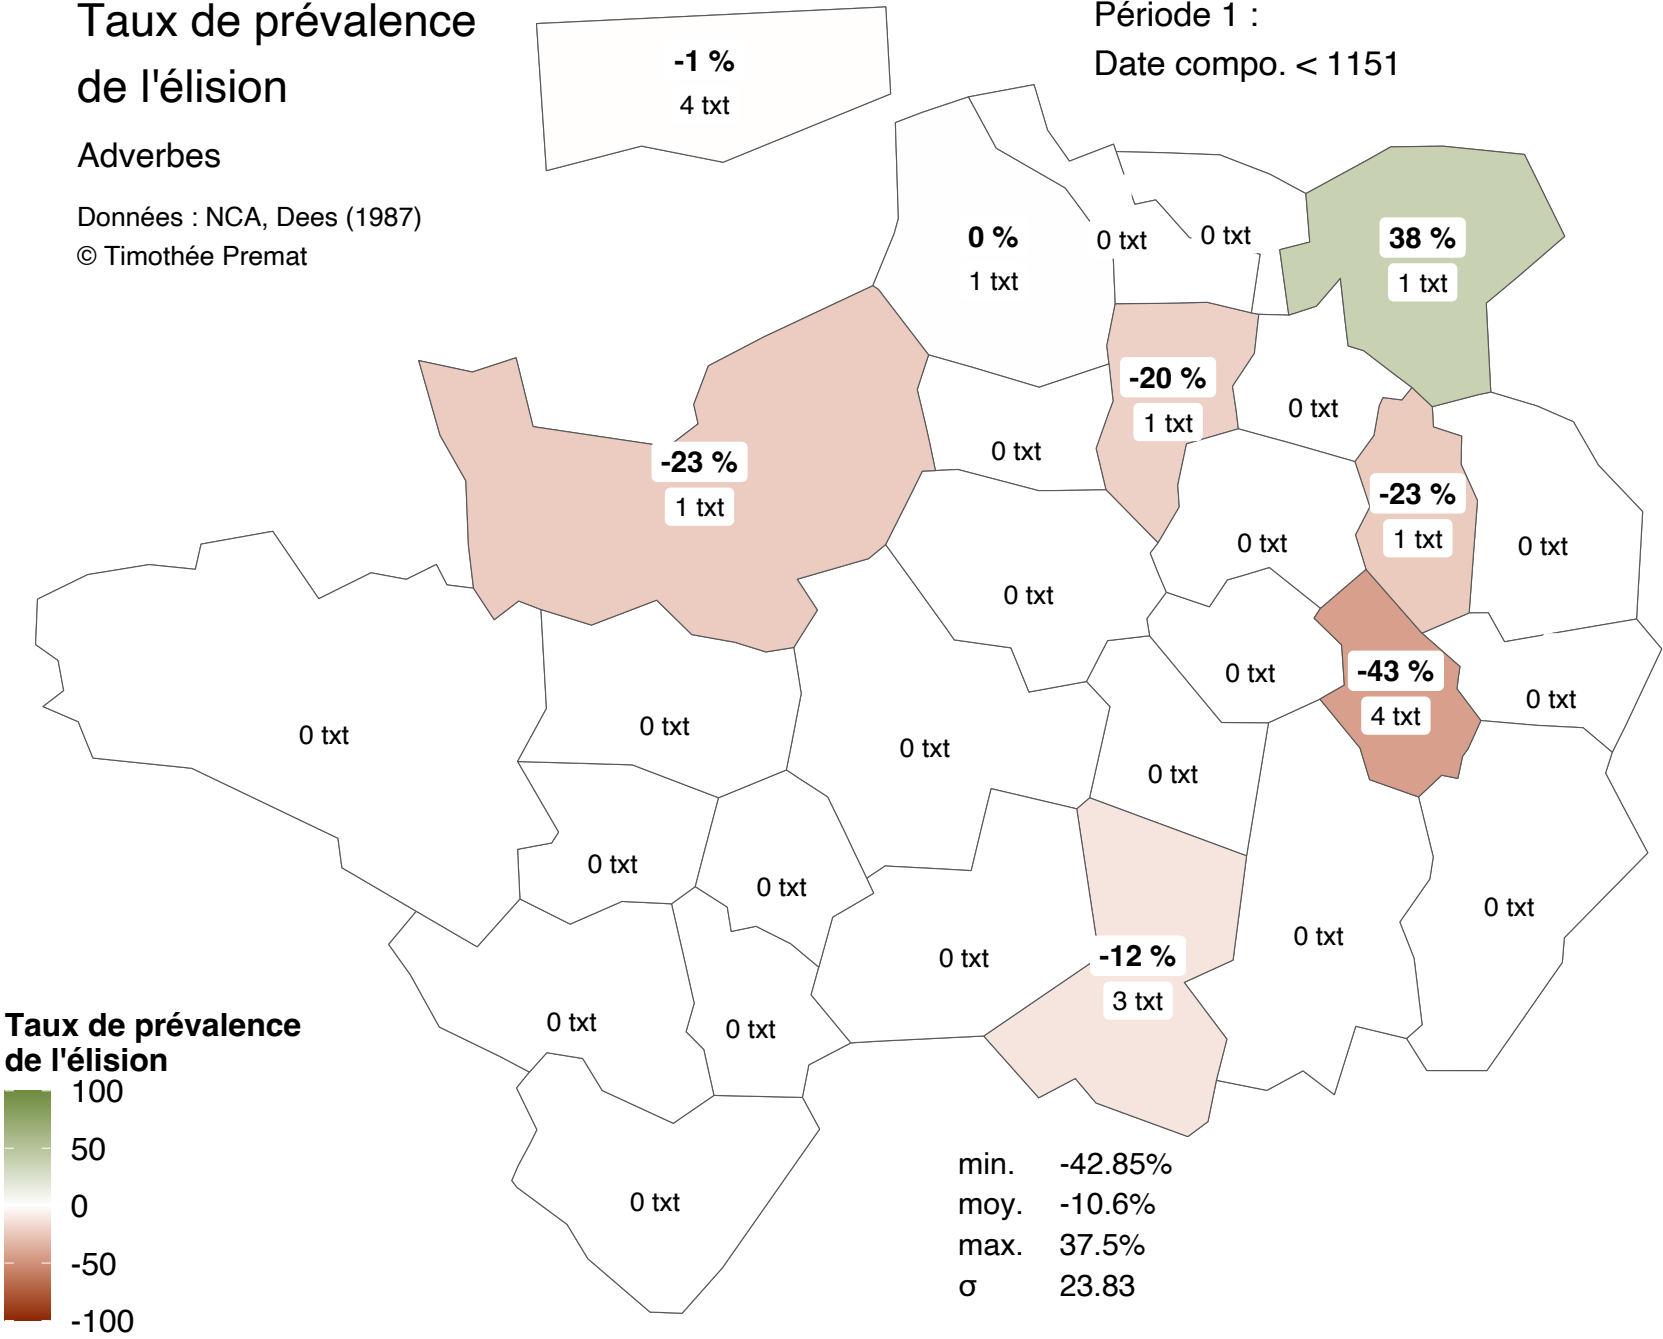 Taux de prévalence
de l'élision
Adverbes
Données : NCA, Dees (1987)
© Timothée Premat
Période 1 :
Date compo. < 1151
-1 %
4 txt
0 %
1 txt
0 txt
0 txt
38 %
1 txt
-20 %
1 txt
0 txt
0 txt
-23 %
1 txt
-23 %
1 txt
0 txt
0 txt
0 txt
0 txt
-43 %
4 txt
0 txt
0 txt
0 txt
0 txt
0 txt
0 txt
0 txt
0 txt
0 txt
0 txt
-12 %
3 txt
0 txt
0 txt
0 txt
0 txt
Taux de prévalence
de l'élision
100
50
0
-50
-100
min. -42.85%
moy. -10.6%
max. 37.5%
σ 23.83